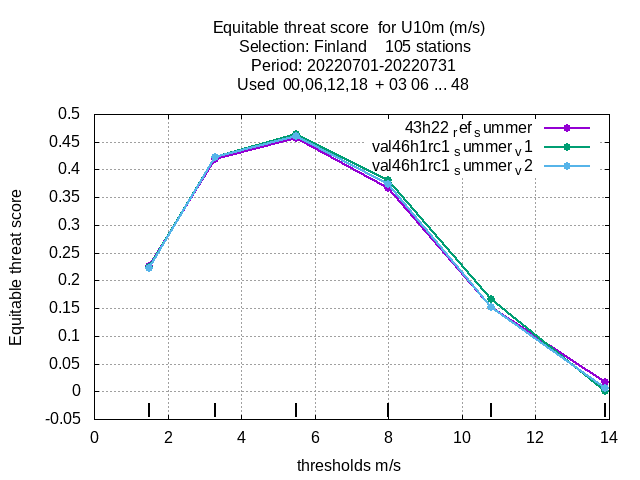 Equitable threat score for U10m (m/s)
Selection: Finland 105 stations
Period: 20220701-20220731
Used 00,06,12,18 + 03 06 ... 48
43h22 ref summer
val46h1rc1 summer v1
val46h1rc1 summer v2
0.5
0.45
0.4
0.35
0.3
0.25
0.2
0.15
0.1
0.05
0
-0.05
Equitable threat score
0 2 4 6 8 10 12 14
thresholds m/s